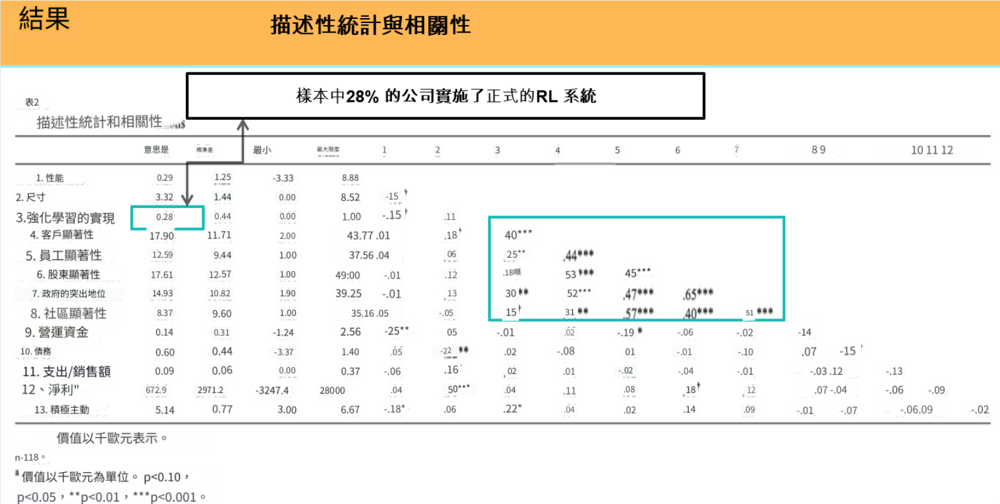 結果
描述性統計與相關性
樣本中28% 的公司實施了正式的RL 系統
表2
描述性統計和相關性
意思是 標準差 最小 最大限度 1 2 3 4 5 6 7 8 9 10 11 12
1. 性能 0.29 1.25 -3.33 8.88
2. 尺寸 3.32 1.44 0.00 8.52 -15†
3.強化學習的實現 0.28 0.44 0.00 1.00 -.15† .11
4. 客戶顯著性 17.90 11.71 2.00 43.77 .01 .18† 40***
5. 員工顯著性 12.59 9.44 1.00 37.56 .04 .06 .25** .44***
6. 股東顯著性 17.61 12.57 1.00 49:00 -.01 .12 .18噸 53*** 45***
7. 政府的突出地位 14.93 10.82 1.90 39.25 -.01 .13 30** 52*** .47*** .65***
8. 社區顯著性 8.37 9.60 1.00 35.16 .05 -.05 15† 31** .57*** .40*** 51***
9. 營運資金 0.14 0.31 -1.24 2.56 -25** 05 -.01 .02 -.19* -.06 -.02 -14
10. 債務 0.60 0.44 -3.37 1.40 .05 -22** .02 -.08 01 -.01 -.10 .07 -15
11. 支出/銷售額 0.09 0.06 0.00 0.37 -.06 .16 .02 .01 -.02 -.04 -.01 -.03 .12 -.13
12、淨利" 672.9 2971.2 -3247.4 28000 .04 50*** .04 .11 .08 .18† 12 .07 -.04 -.06 -.09
13. 積極主動 5.14 0.77 3.00 6.67 -.18* .06 .22* .04 .02 .14 .09 -.01 -.07 -.06.09 -.02
價值以千歐元表示。
n-118。
價值以千歐元為單位。 p<0.10，
p<0.05，**p<0.01，***p<0.001。